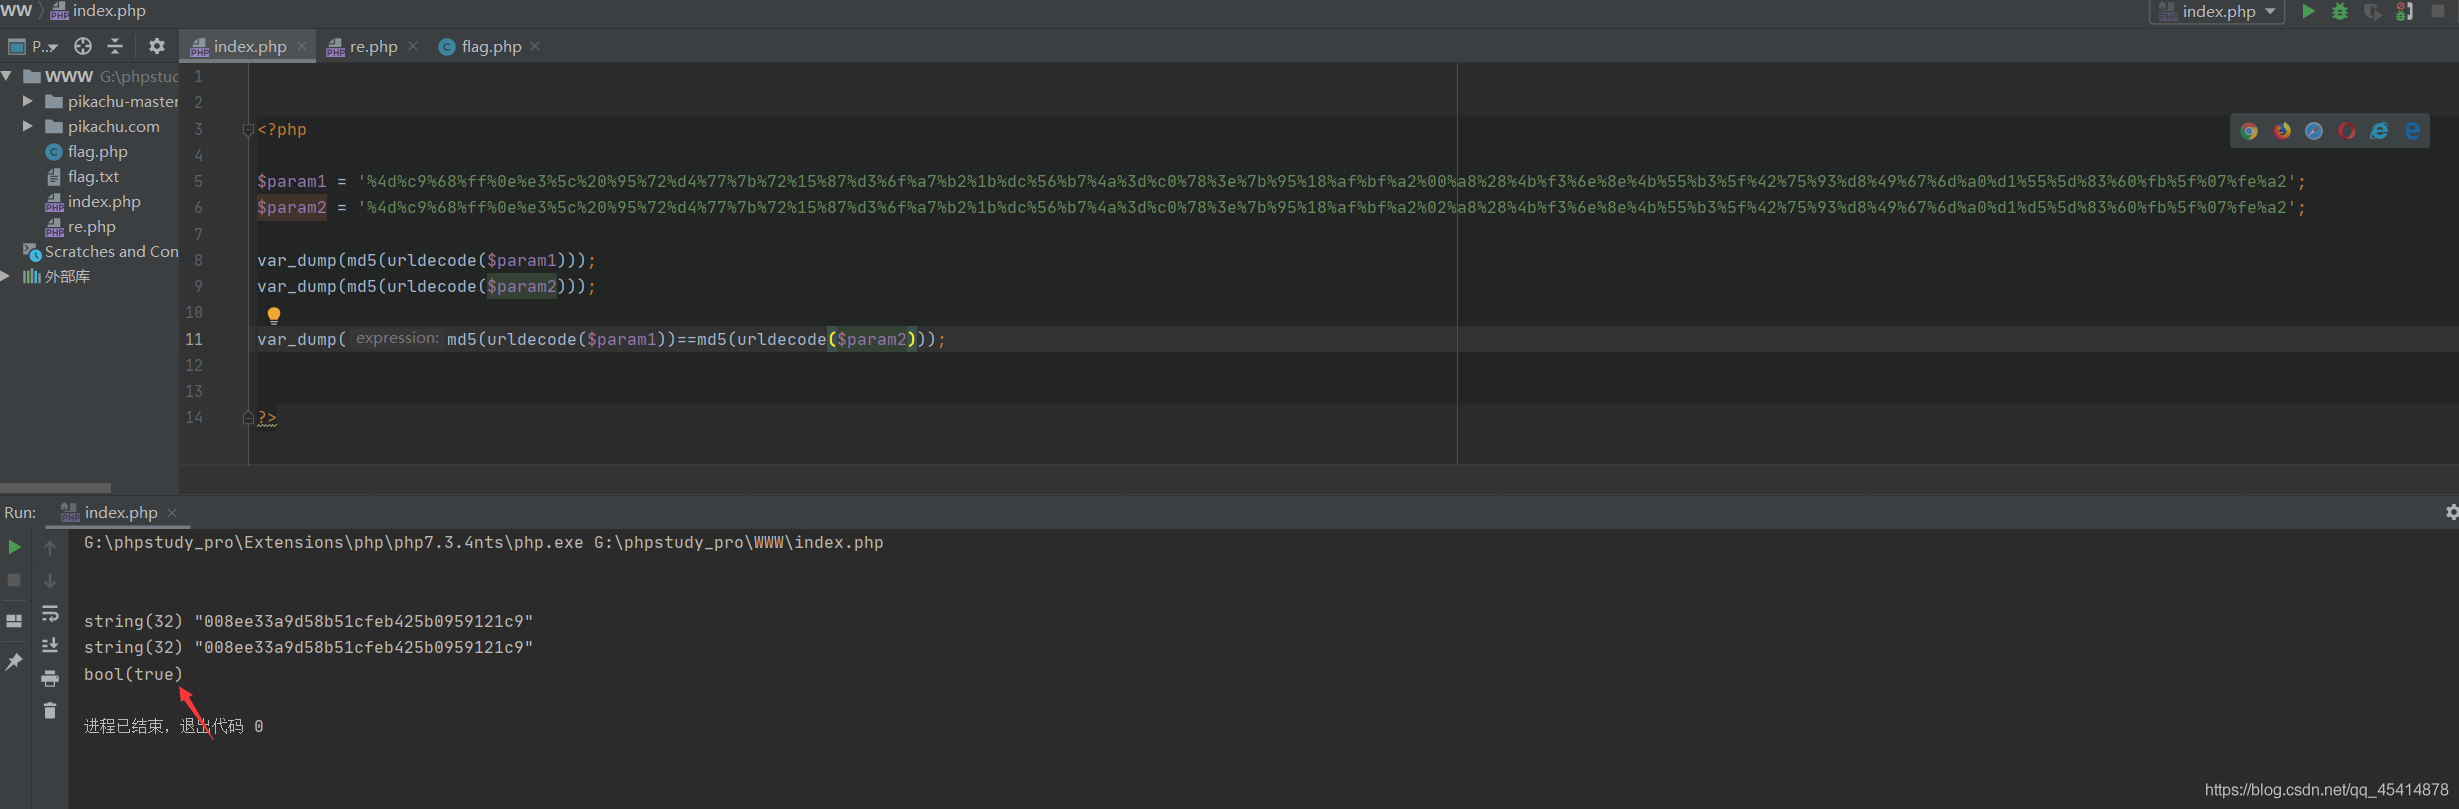 WW index.php
index.php
P.. index.php re.php flag.php
WWW G:\phpstud
pikachu-master
pikachu.com
flag.php
flag.txt
index.php
re.php
Scratches and Con
外部库
1
2
3 <?php
4
5 $param1 = '%4d%c9%68%ff%0e%e3%5c%20%95%72%d4%77%7b%72%15%87%d3%6f%a7%b2%1b%dc%56%b7%4a%3d%c0%78%3e%7b%95%18%af%bf%a2%00%a8%28%4b%f3%6e%8e%4b%55%b3%5f%42%75%93%d8%49%67%6d%a0%d1%55%5d%83%60%fb%5f%07%fe%a2';
6 $param2 = '%4d%c9%68%ff%0e%e3%5c%20%95%72%d4%77%7b%72%15%87%d3%6f%a7%b2%1b%dc%56%b7%4a%3d%c0%78%3e%7b%95%18%af%bf%a2%02%a8%28%4b%f3%6e%8e%4b%55%b3%5f%42%75%93%d8%49%67%6d%a0%d1%d5%5d%83%60%fb%5f%07%fe%a2';
7
8 var_dump(md5(urldecode($param1)));
9 var_dump(md5(urldecode($param2)));
10
11 var_dump( expression: md5(urldecode($param1))==md5(urldecode($param2)));
12
13
14 ?>
Run: index.php
G:\phpstudy_pro\Extensions\php\php7.3.4nts\php.exe G:\phpstudy_pro\WWW\index.php
string(32) "008ee33a9d58b51cfeb425b0959121c9"
string(32) "008ee33a9d58b51cfeb425b0959121c9"
bool(true)
进程已结束，退出代码 0
https://blog.csdn.net/qq_45414878